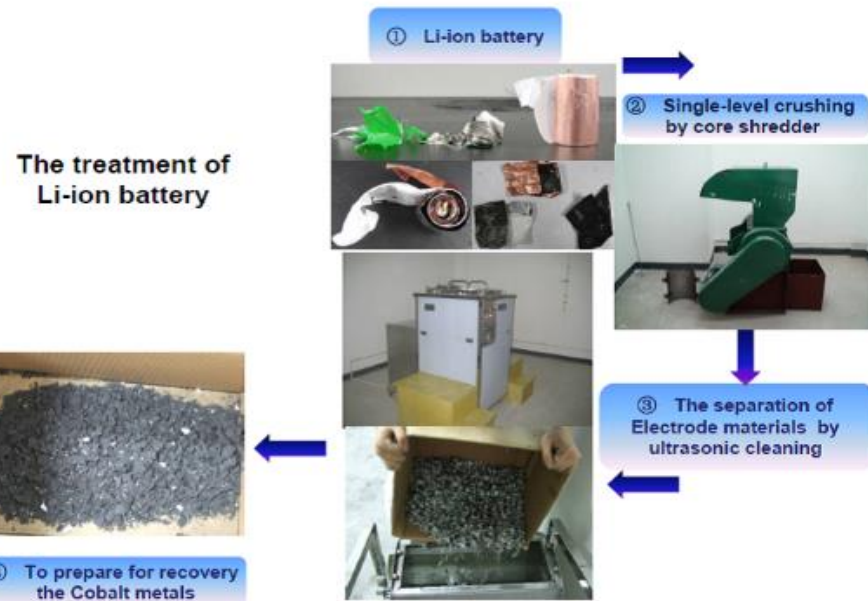 ① Li-ion battery
② Single-level crushing
by core shredder
The treatment of
Li-ion battery
③ The separation of
Electrode materials by
ultrasonic cleaning
To prepare for recovery
the Cobalt metals